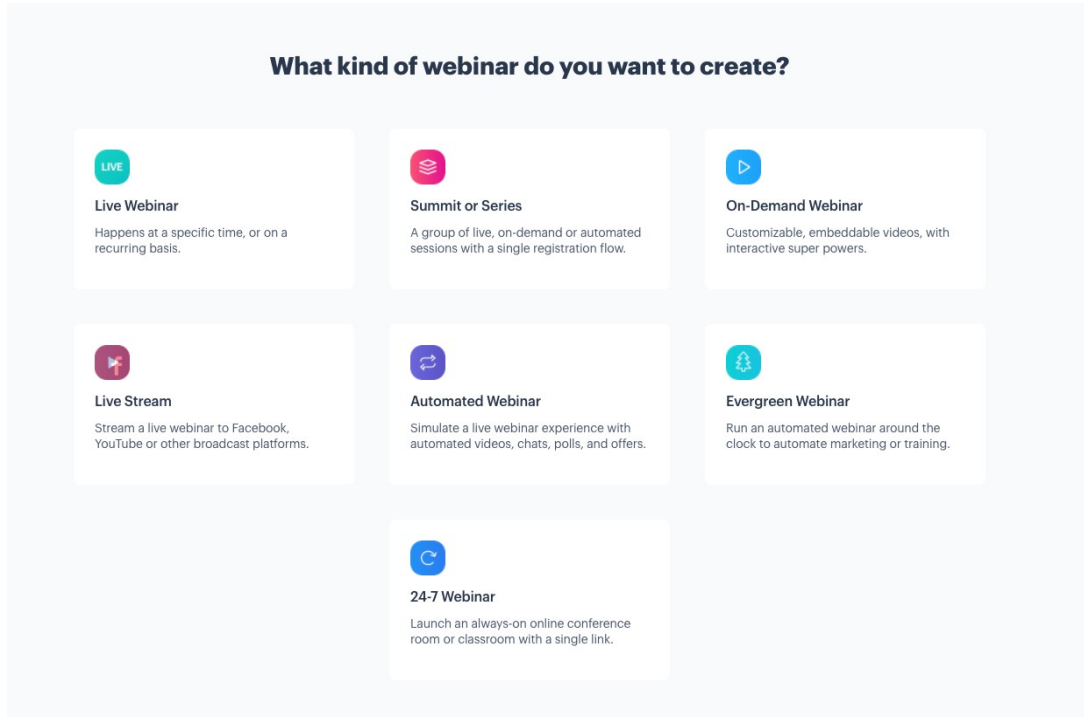 What kind of webinar do you want to create?
LIVE
Live Webinar
Happens at a specific time, or on a
recurring basis.
Summit or Series
A group of live, on-demand or automated
sessions with a single registration flow.
On-Demand Webinar
Customizable, embeddable videos, with
interactive super powers.
Live Stream
Stream a live webinar to Facebook,
YouTube or other broadcast platforms.
Automated Webinar
Simulate a live webinar experience with
automated videos, chats, polls, and offers.
Evergreen Webinar
Run an automated webinar around the
clock to automate marketing or training.
24-7 Webinar
Launch an always-on online conference
room or classroom with a single link.